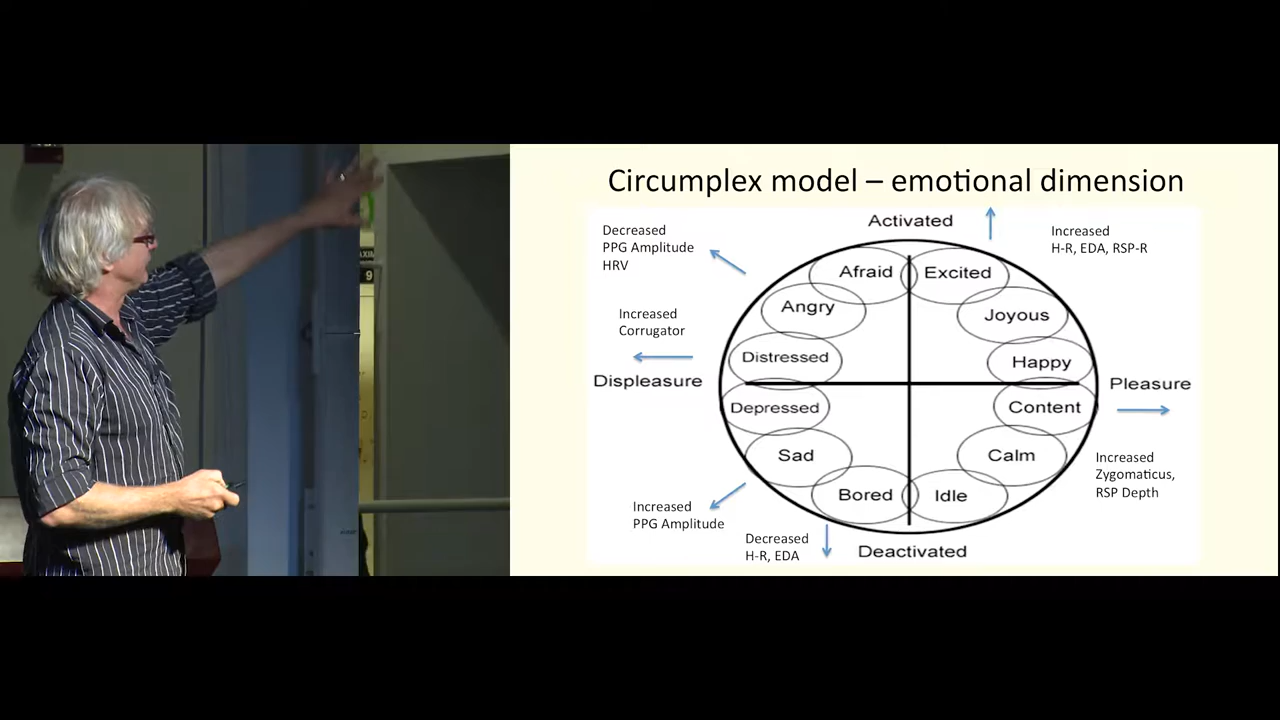 Circumplex model – emotional dimension
Activated
Decreased
PPG Amplitude
HRV
Increased
H-R, EDA, RSP-R
Afraid
Excited
Angry
Joyous
Increased
Corrugator
Distressed
Happy
Displeasure
Pleasure
Depressed
Content
Sad
Calm
Increased
Zygomaticus,
RSP Depth
Bored
Idle
Increased
PPG Amplitude
Decreased
H-R, EDA
Deactivated
9